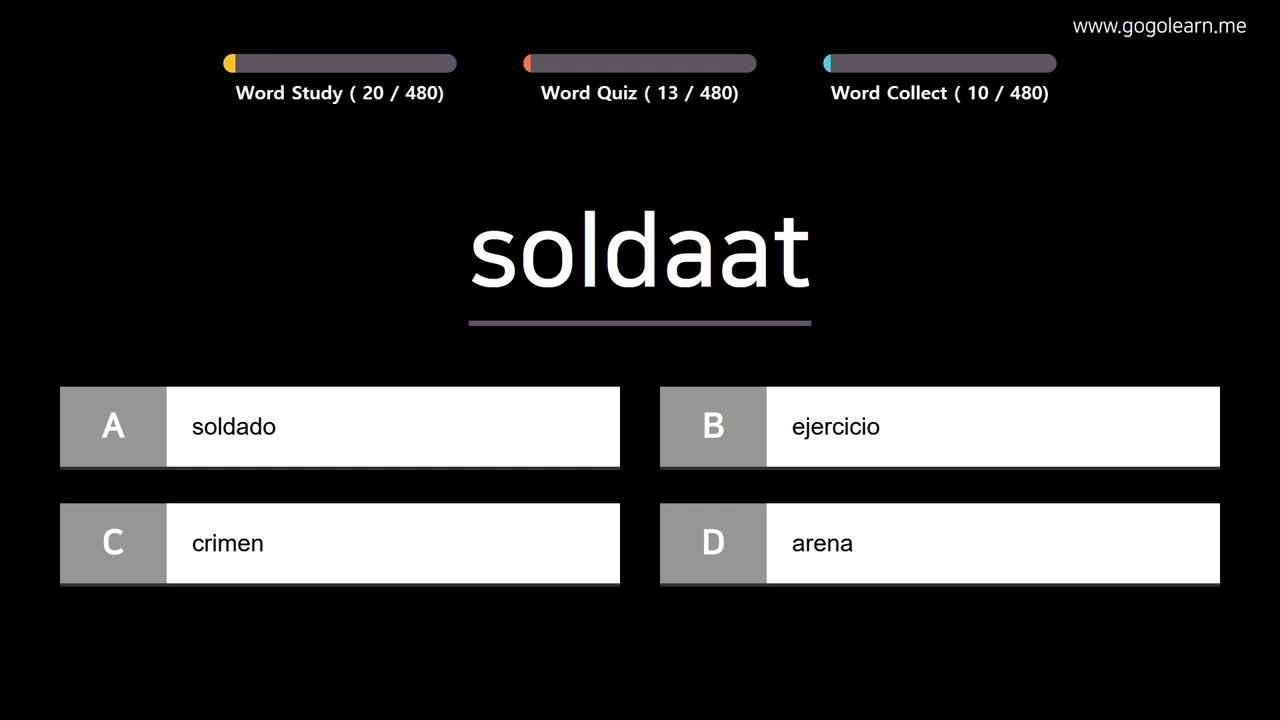 www.gogolearn.me
Word Study ( 20 / 480)
Word Quiz ( 13 / 480)
Word Collect ( 10 / 480)
soldaat
A soldado
B ejercicio
C crimen
D arena